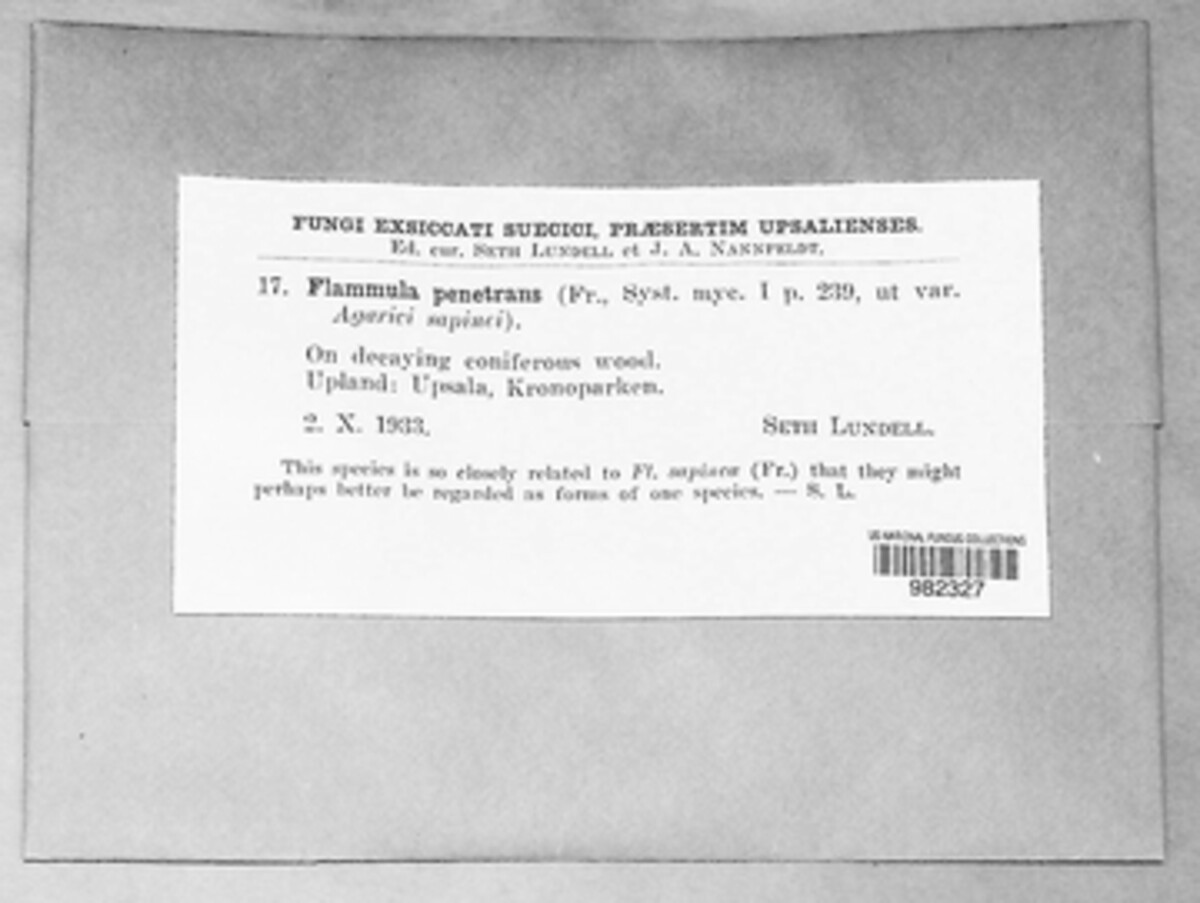 FUNGI EXSICCATI SUECICI, PRÆSERTIM UPSALIENSES.
Ed. cur. SETH LUNDELL et J. A. NANNFELDT.
17. Flammula penetrans (Fr., Syst. myc. I p. 239, ut var.
Agarici sapinei).
On decaying coniferous wood.
Upland: Upsala, Kronoparken.
2. X. 1933. SETH LUNDELL.
This species is so closely related to Fl. sapinea (Fr.) that they might
perhaps better be regarded as forms of one species. — S. L.
US NATIONAL FUNGUS COLLECTIONS
982327